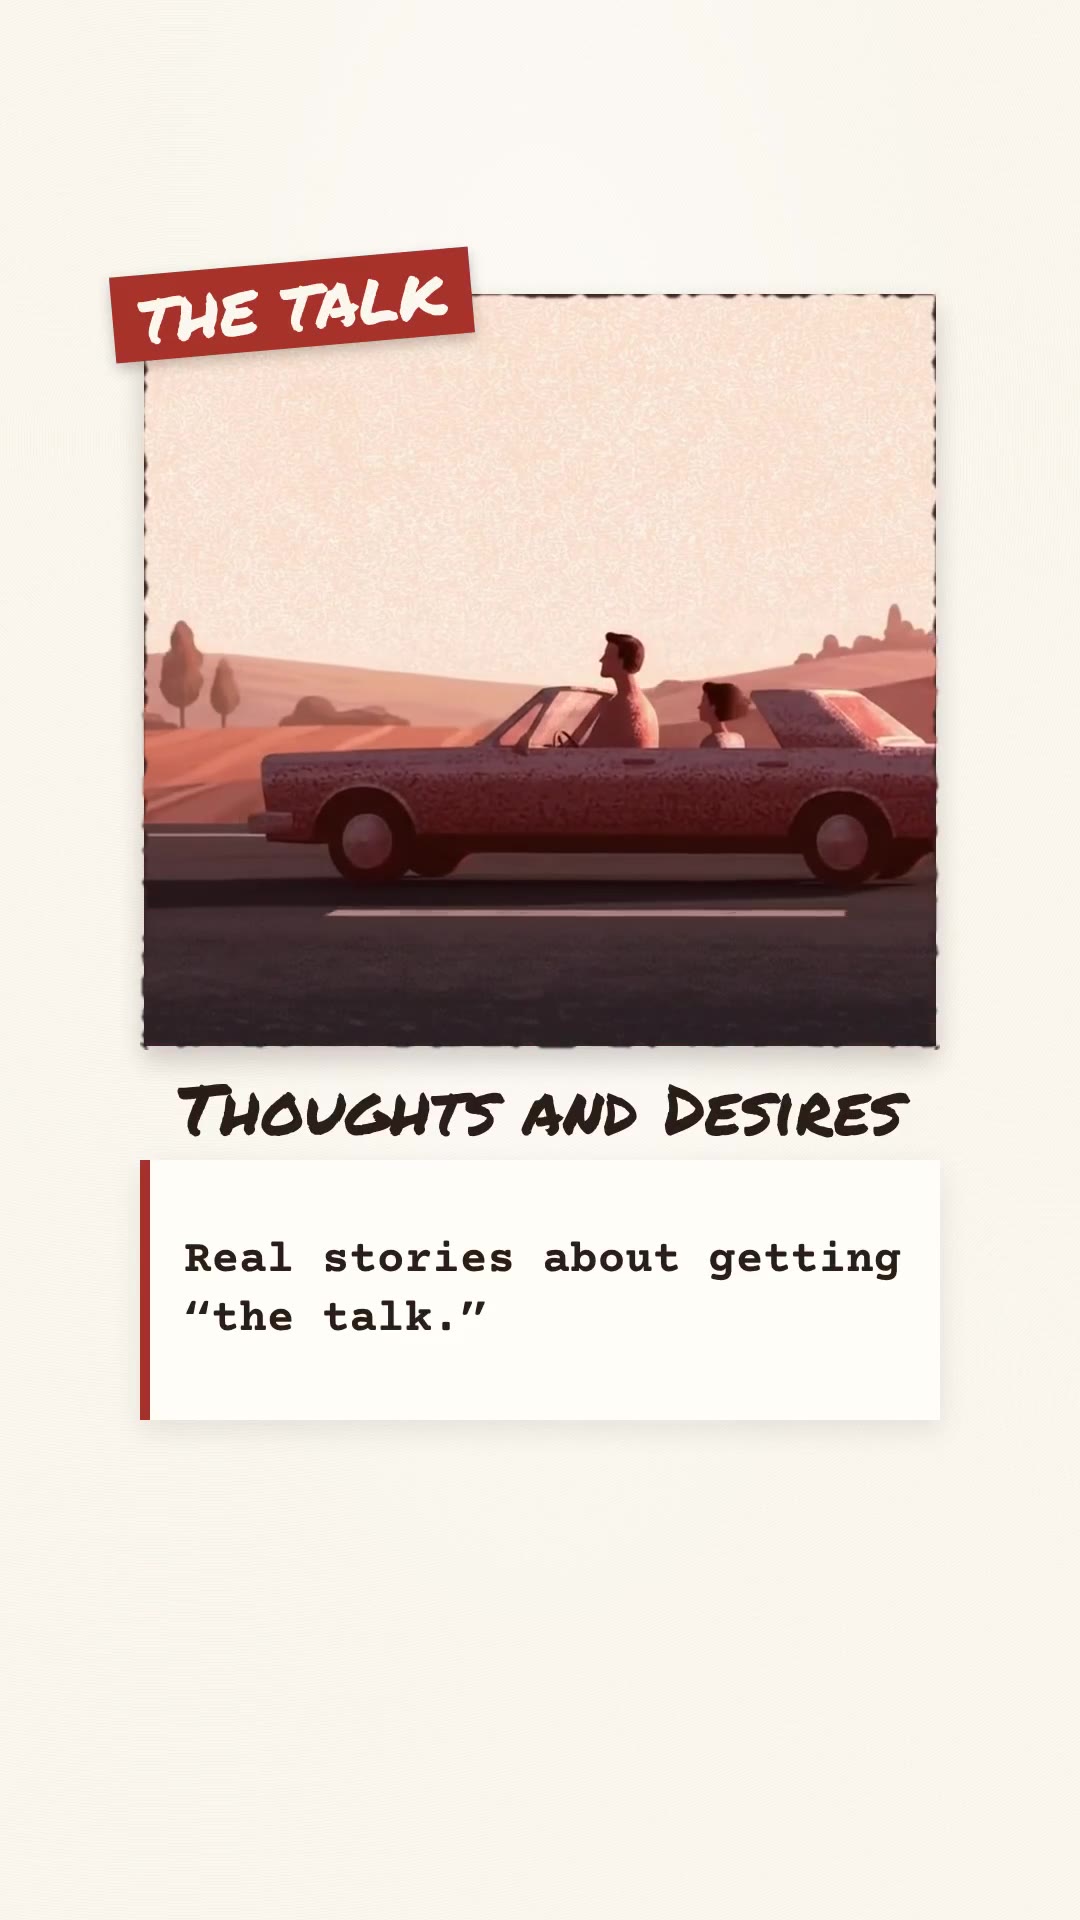 THE TALK
THOUGHTS AND DESIRES
Real stories about getting
“the talk.”